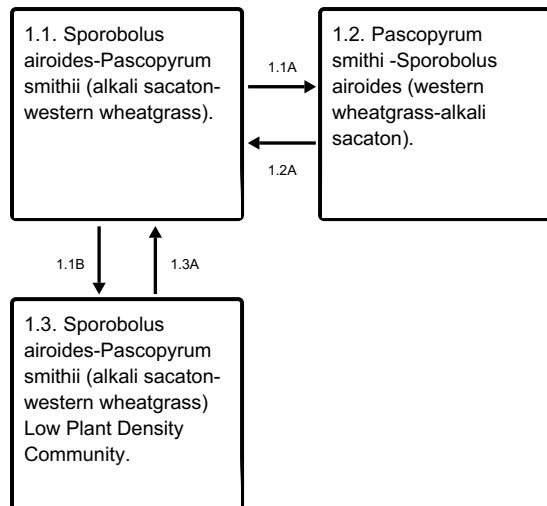 1.1. Sporobolus
airoides-Pascopyrum
smithii (alkali sacaton-
western wheatgrass).
1.1A
1.2A
1.2. Pascopyrum
smithi -Sporobolus
airoides (western
wheatgrass-alkali
sacaton).
1.1B
1.3A
1.3. Sporobolus
airoides-Pascopyrum
smithii (alkali sacaton-
western wheatgrass)
Low Plant Density
Community.